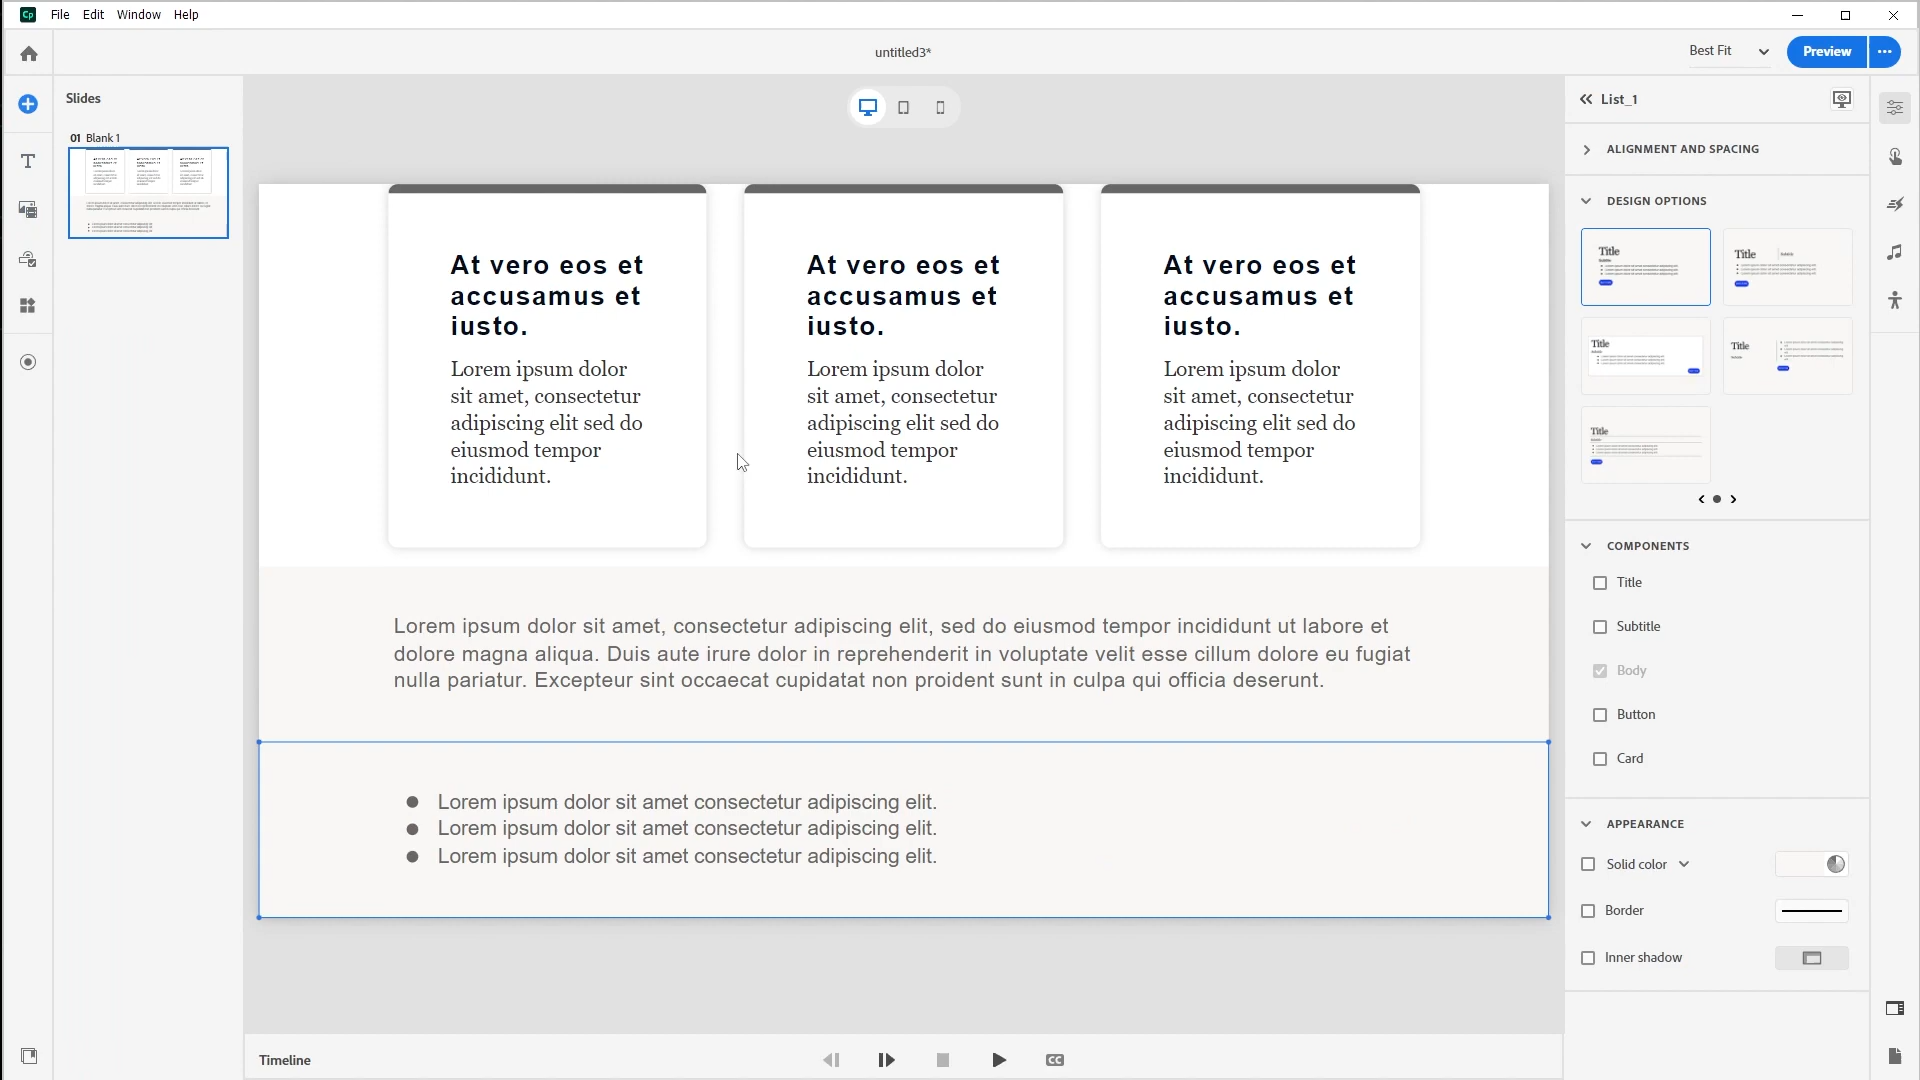 Cp File Edit Window Help
untitled3*
Best Fit
Preview
Slides
01 Blank 1
At vero eos et
accusamus et
iusto.
Lorem ipsum dolor
sit amet, consectetur
adipiscing elit sed do
eiusmod tempor
incididunt.
At vero eos et
accusamus et
iusto.
Lorem ipsum dolor
sit amet, consectetur
adipiscing elit sed do
eiusmod tempor
incididunt.
At vero eos et
accusamus et
iusto.
Lorem ipsum dolor
sit amet, consectetur
adipiscing elit sed do
eiusmod tempor
incididunt.
Lorem ipsum dolor sit amet, consectetur adipiscing elit, sed do eiusmod tempor incididunt ut labore et
dolore magna aliqua. Duis aute irure dolor in reprehenderit in voluptate velit esse cillum dolore eu fugiat
nulla pariatur. Excepteur sint occaecat cupidatat non proident sunt in culpa qui officia deserunt.
Lorem ipsum dolor sit amet consectetur adipiscing elit.
Lorem ipsum dolor sit amet consectetur adipiscing elit.
Lorem ipsum dolor sit amet consectetur adipiscing elit.
Timeline
CC
List_1
ALIGNMENT AND SPACING
DESIGN OPTIONS
Title
Title
Title
Title
Title
COMPONENTS
Title
Subtitle
Body
Button
Card
APPEARANCE
Solid color
Border
Inner shadow